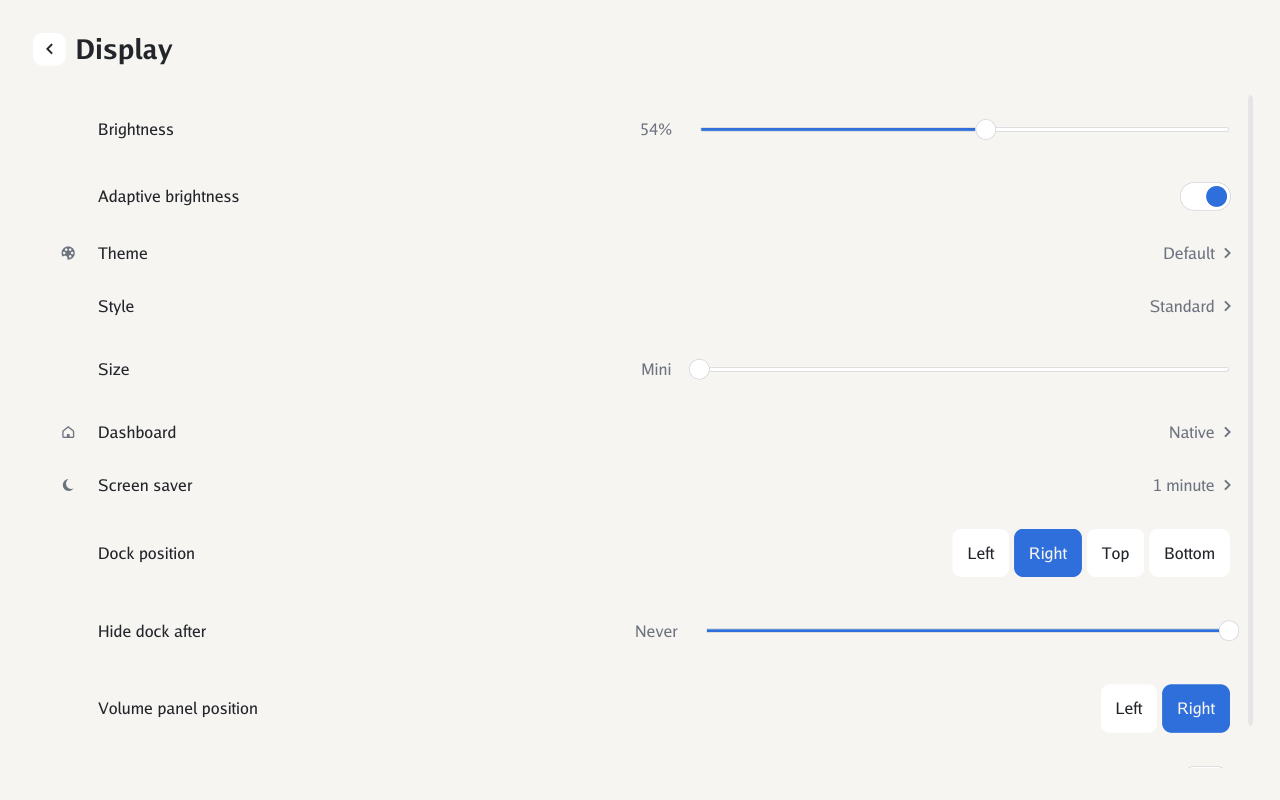 Display
Brightness 54%
Adaptive brightness
Theme Default
Style Standard
Size Mini
Dashboard Native
Screen saver 1 minute
Dock position Left Right Top Bottom
Hide dock after Never
Volume panel position Left Right